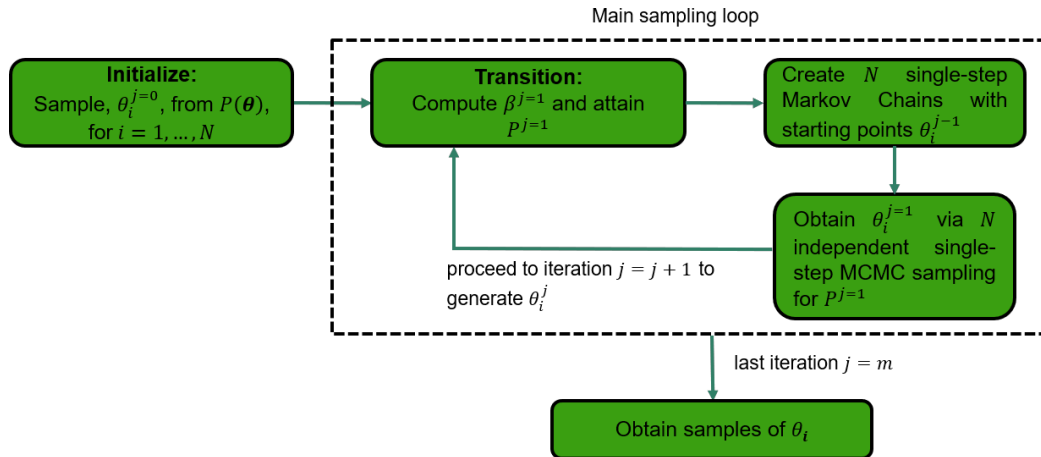 Main sampling loop
Initialize:
Sample, θ_i^{j=0}, from P(𝜽),
for i = 1, ..., N
Transition:
Compute β^{j=1} and attain
P^{j=1}
Create N single-step
Markov Chains with
starting points θ_i^{j-1}
Obtain θ_i^{j=1} via N
independent single-
step MCMC sampling
for P^{j=1}
proceed to iteration j = j + 1 to
generate θ_i^j
last iteration j = m
Obtain samples of θ_i